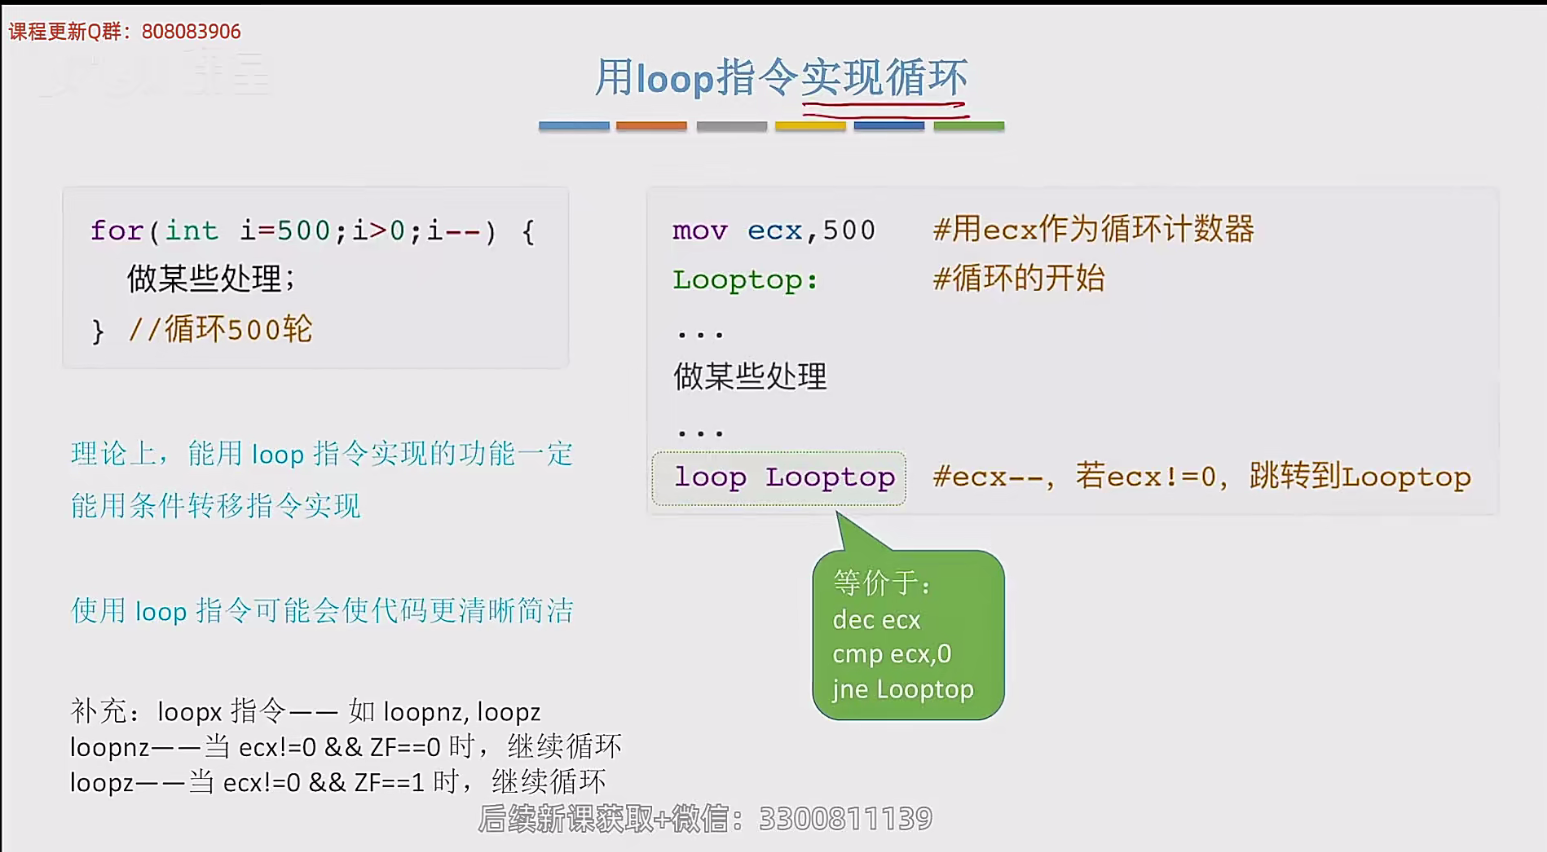 课程更新Q群：808083906
用loop指令实现循环
for(int i=500;i>0;i--) {
做某些处理;
} //循环500轮
理论上，能用 loop 指令实现的功能一定
能用条件转移指令实现
使用 loop 指令可能会使代码更清晰简洁
补充：loopx 指令—— 如 loopnz, loopz
loopnz——当 ecx!=0 && ZF==0 时，继续循环
loopz——当 ecx!=0 && ZF==1 时，继续循环
mov ecx,500 #用ecx作为循环计数器
Looptop: #循环的开始
...
做某些处理
...
loop Looptop #ecx--，若ecx!=0，跳转到Looptop
等价于：
dec ecx
cmp ecx,0
jne Looptop
后续新课获取+微信：3300811139